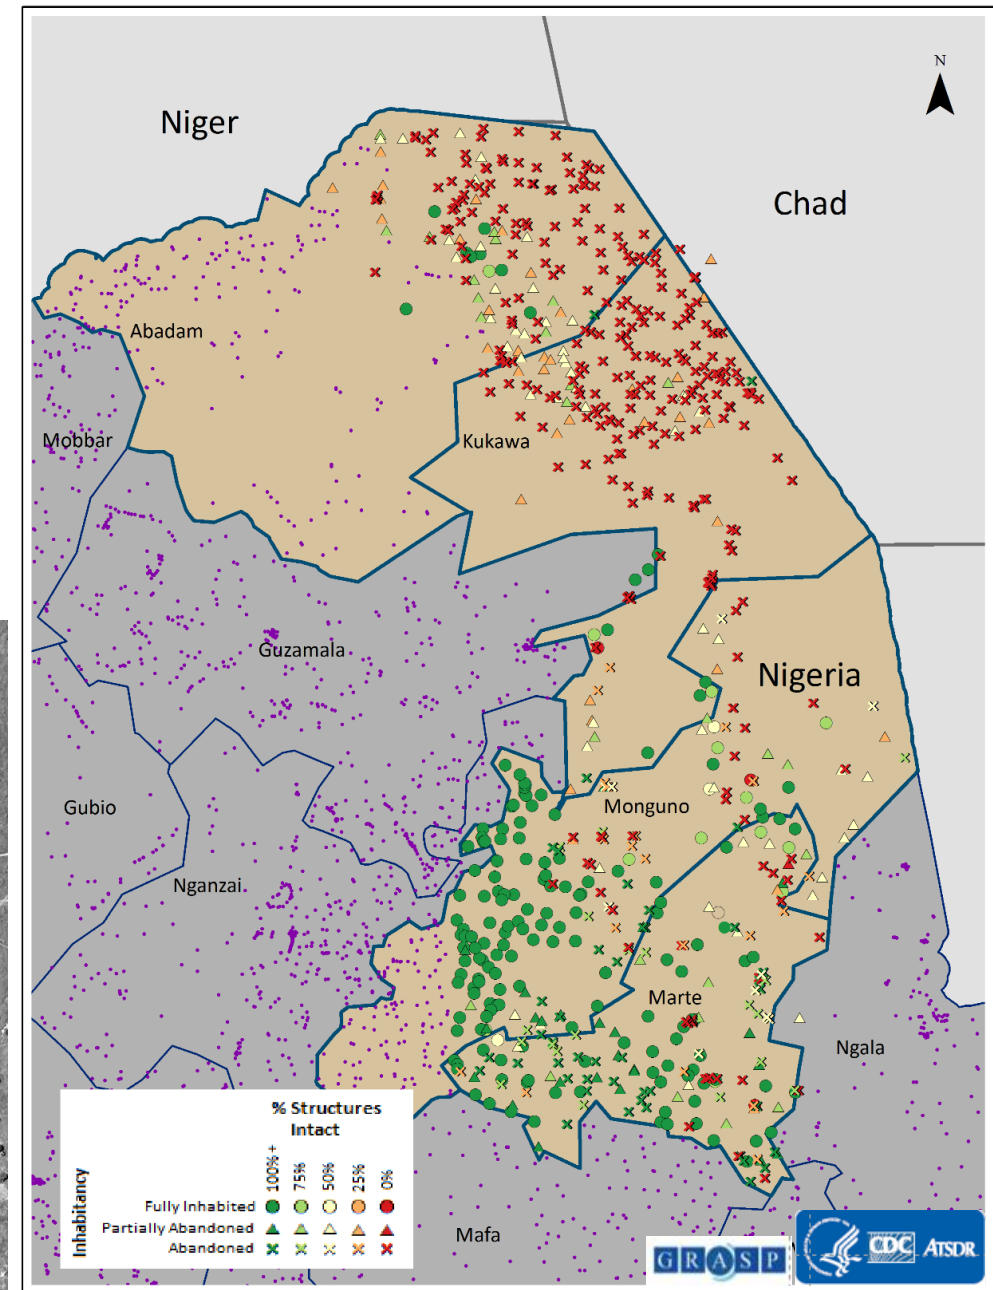 N
Niger
Chad
Abadam
Mobbar
Kukawa
Guzamala
Nigeria
Gubio
Monguno
Nganzai
Marte
Ngala
Mafa
% Structures
Intact
100%+ 75% 50% 25% 0%
Inhabitancy
Fully Inhabited
Partially Abandoned
Abandoned
GRASP
CDC ATSDR